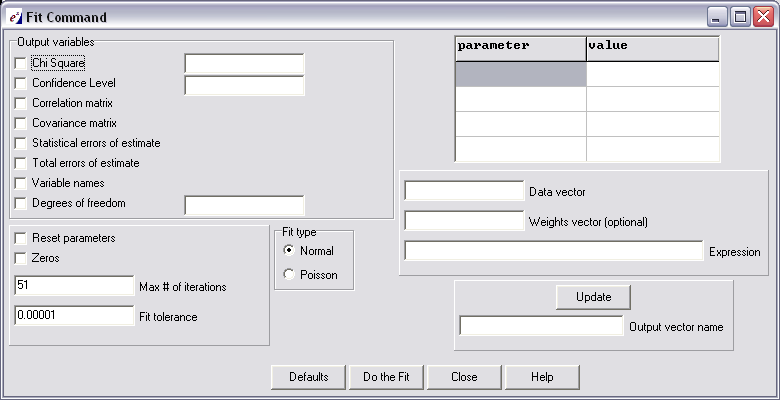 Fit Command
Output variables
Chi Square
Confidence Level
Correlation matrix
Covariance matrix
Statistical errors of estimate
Total errors of estimate
Variable names
Degrees of freedom
parameter value
Data vector
Weights vector (optional)
Expression
Reset parameters
Zeros
51 Max # of iterations
0.00001 Fit tolerance
Fit type
Normal
Poisson
Update
Output vector name
Defaults Do the Fit Close Help